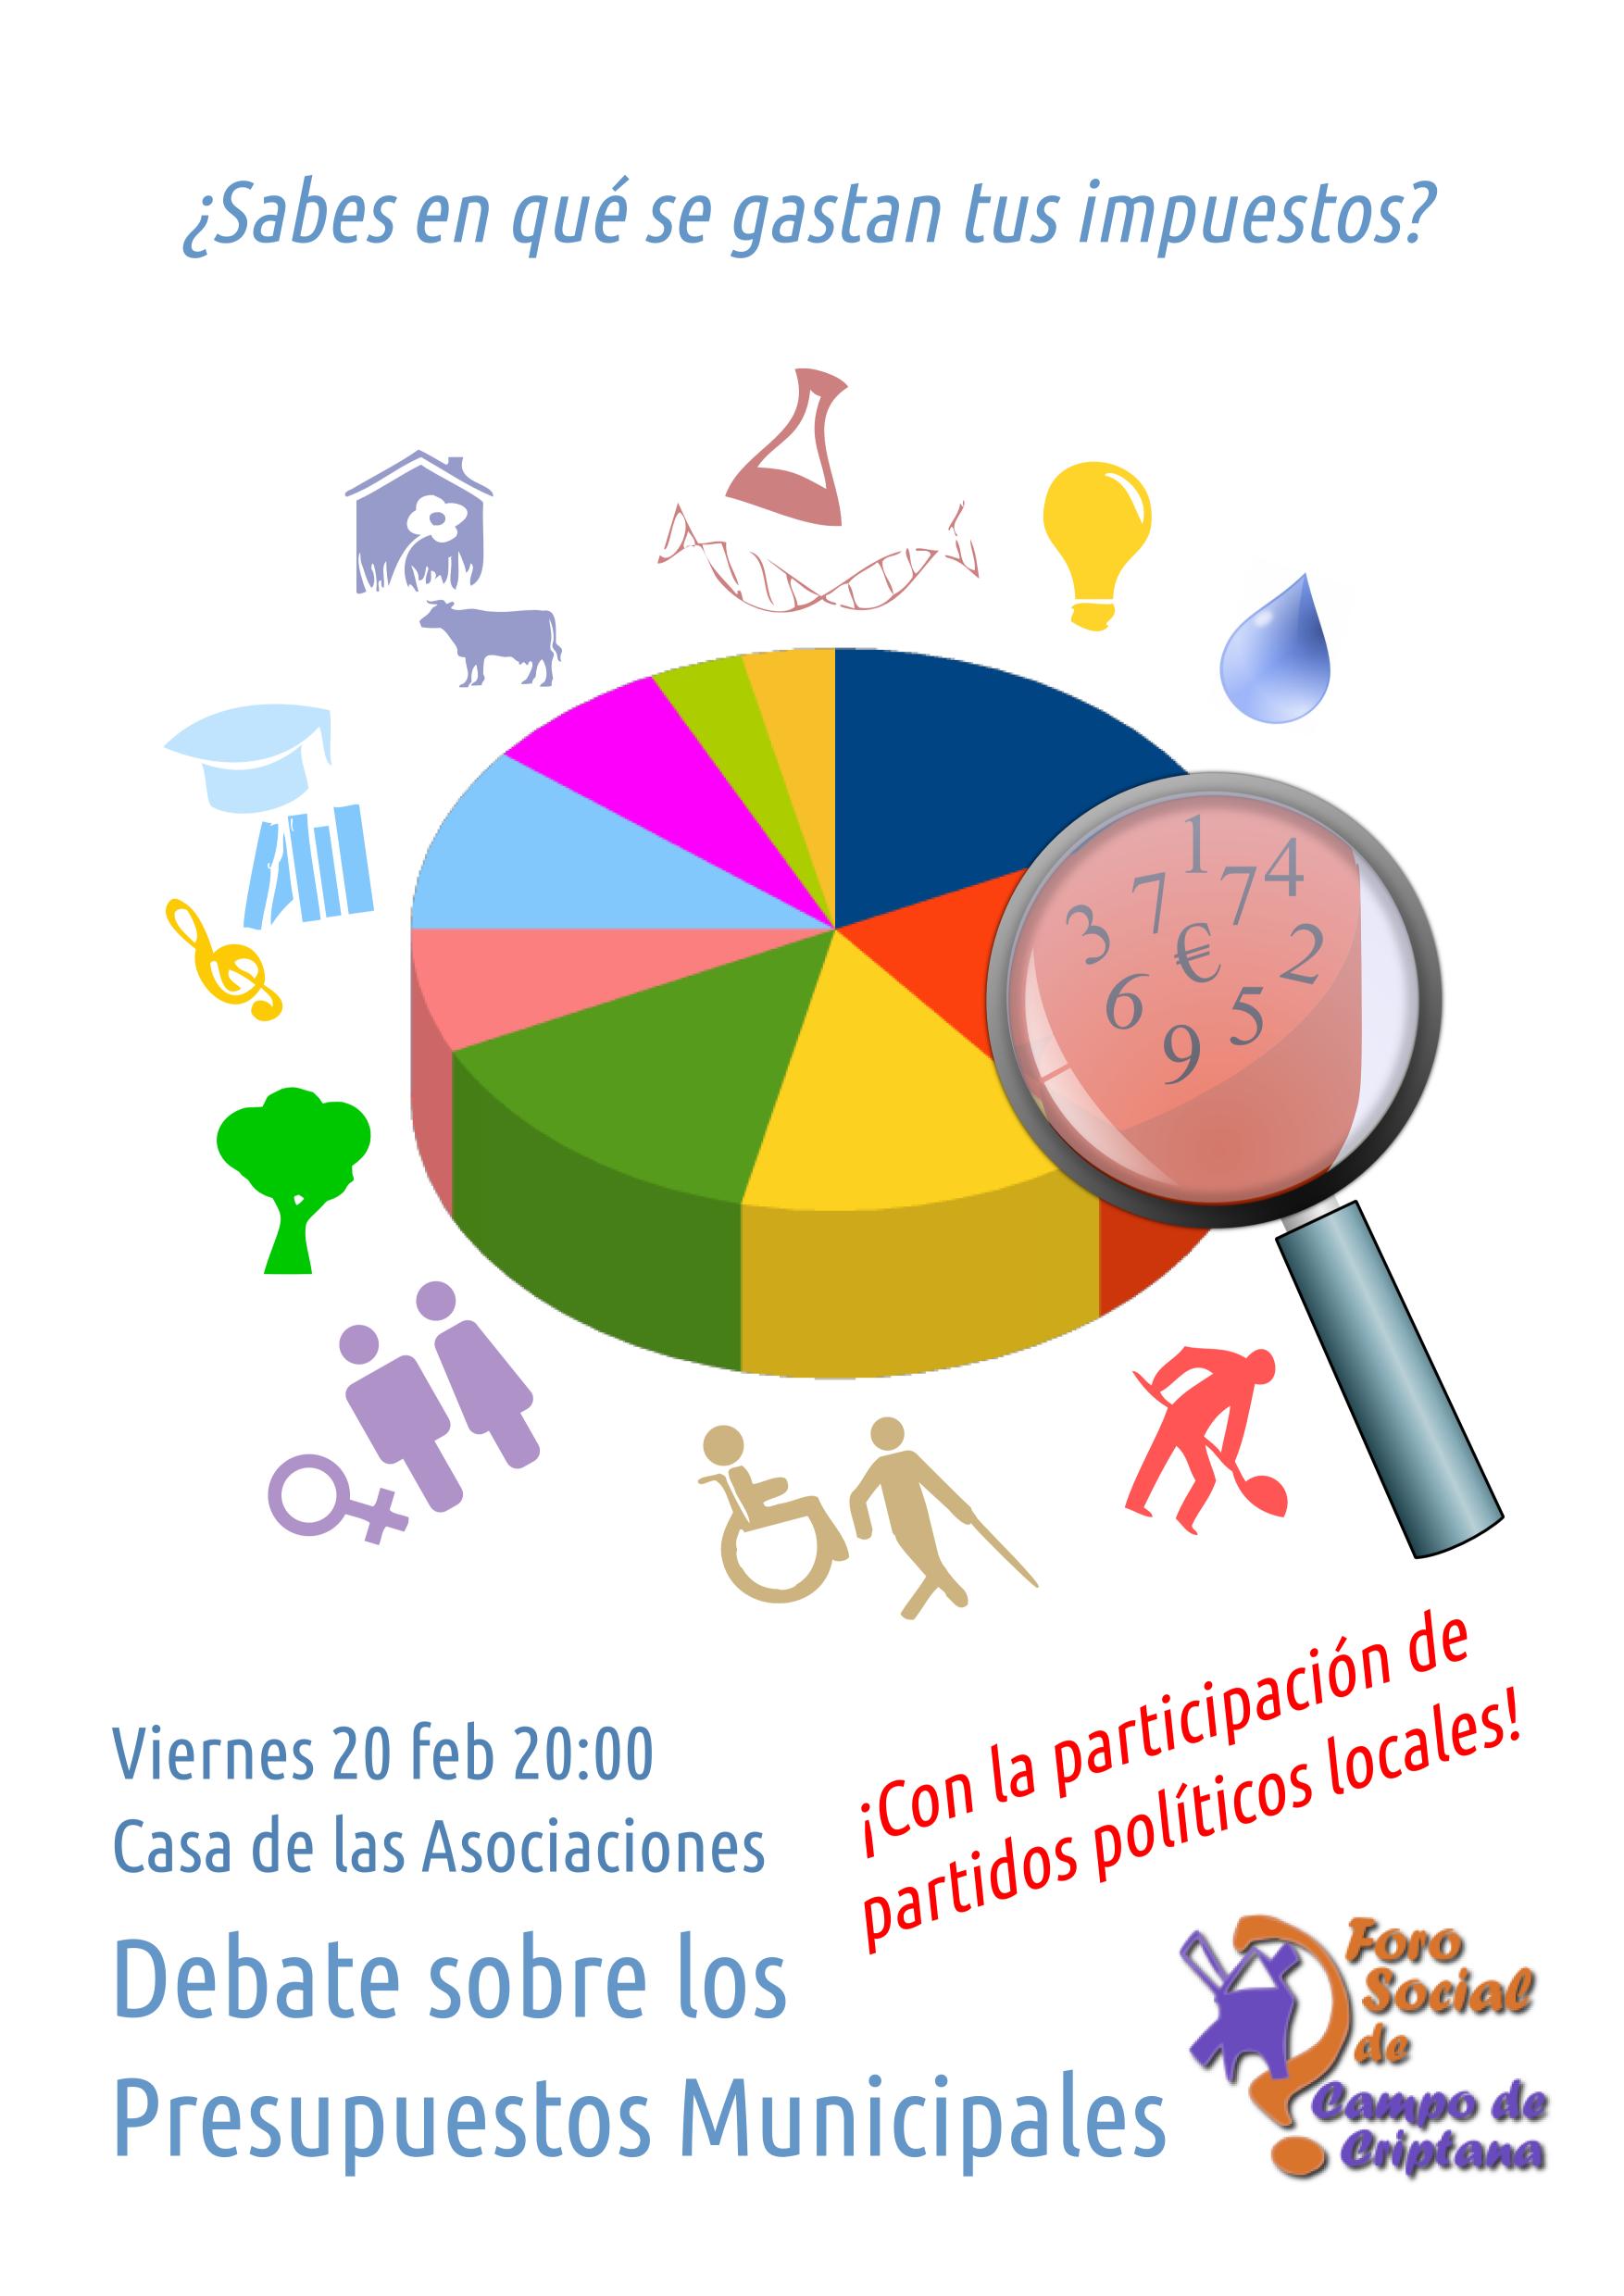 ¿Sabes en qué se gastan tus impuestos?
1
7
7
4
3
€
2
6
5
9
¡Con la participación de
partidos políticos locales!
Viernes 20 feb 20:00
Casa de las Asociaciones
Debate sobre los
Presupuestos Municipales
Foro
Social
de
Campo de
Criptana